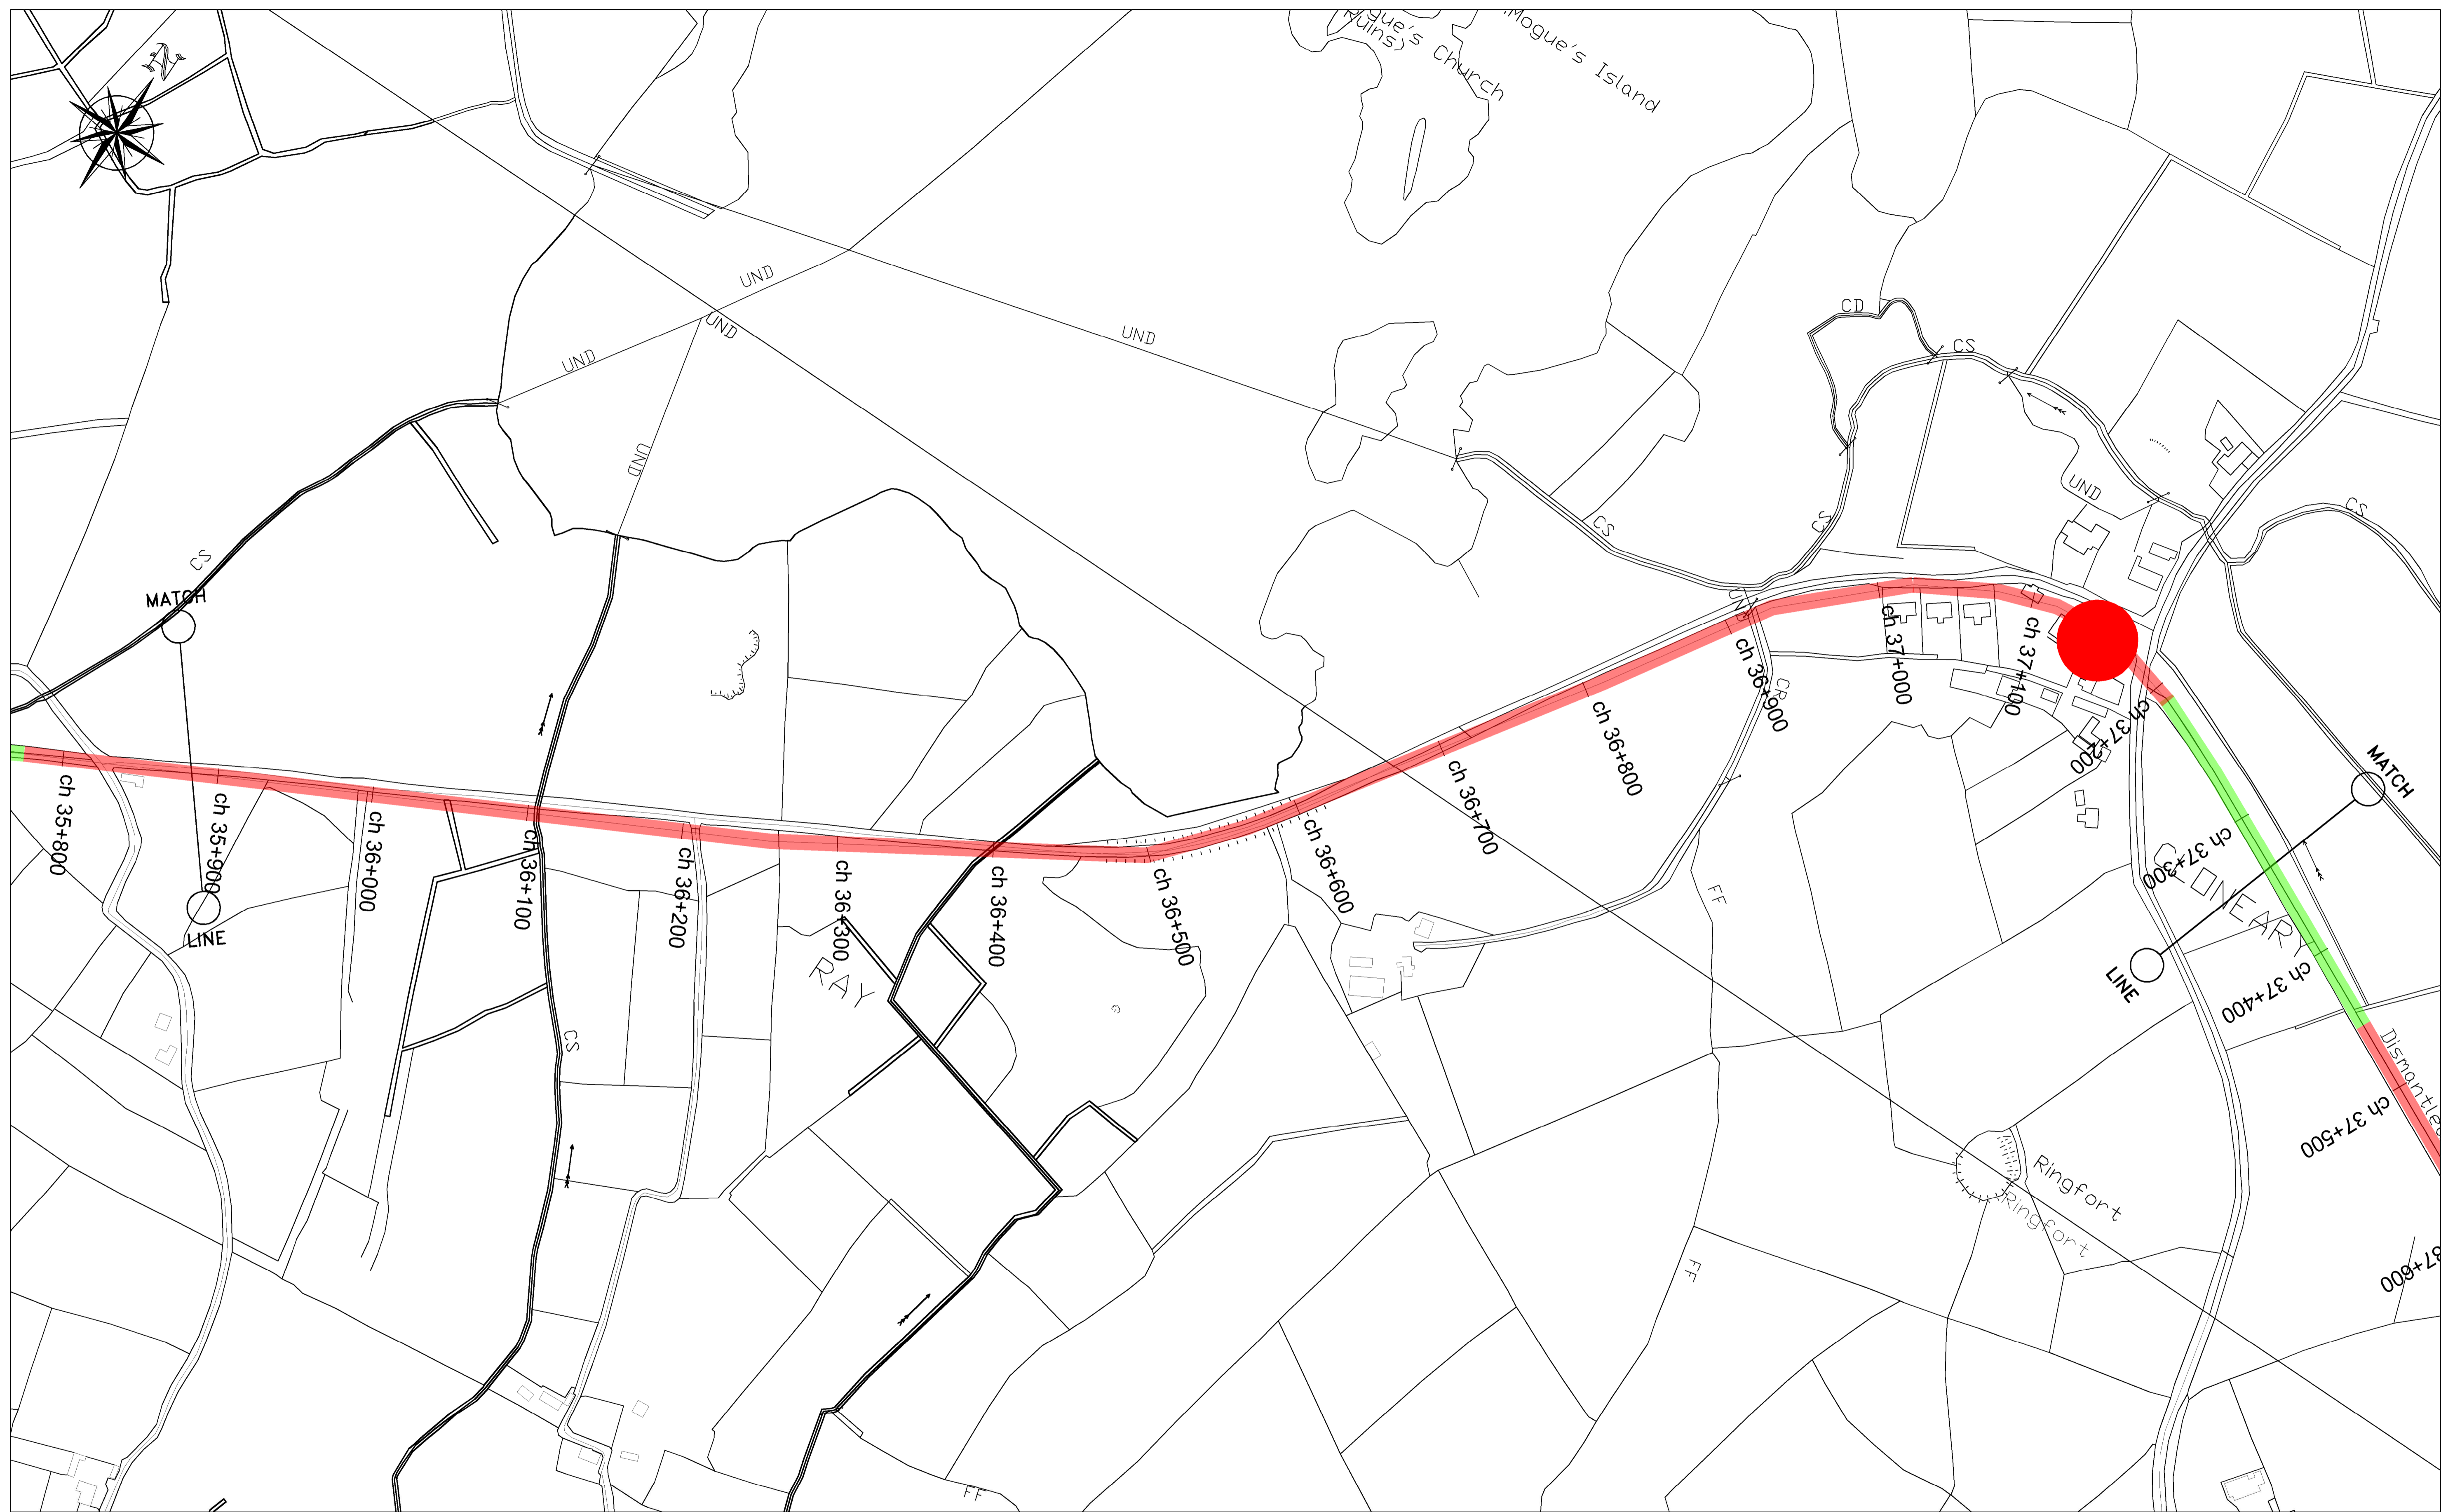 N
Mogue's Island
gue's Church
Ruins)
UND
UND
UND
UND
UND
CD
CS
UND
CS
CS
CS
CS
MATCH
LINE
UND
CR
MATCH
LINE
ch 35+800
ch 35+900
ch 36+000
ch 36+100
ch 36+200
ch 36+300
ch 36+400
ch 36+500
ch 36+600
ch 36+700
ch 36+800
ch 36+900
ch 37+000
ch 37+100
ch 37+200
ch 37+300
ch 37+400
ch 37+500
37+600
RAY
CS
FF
FF
FF
Ringfort
Ringfort
Dismantled